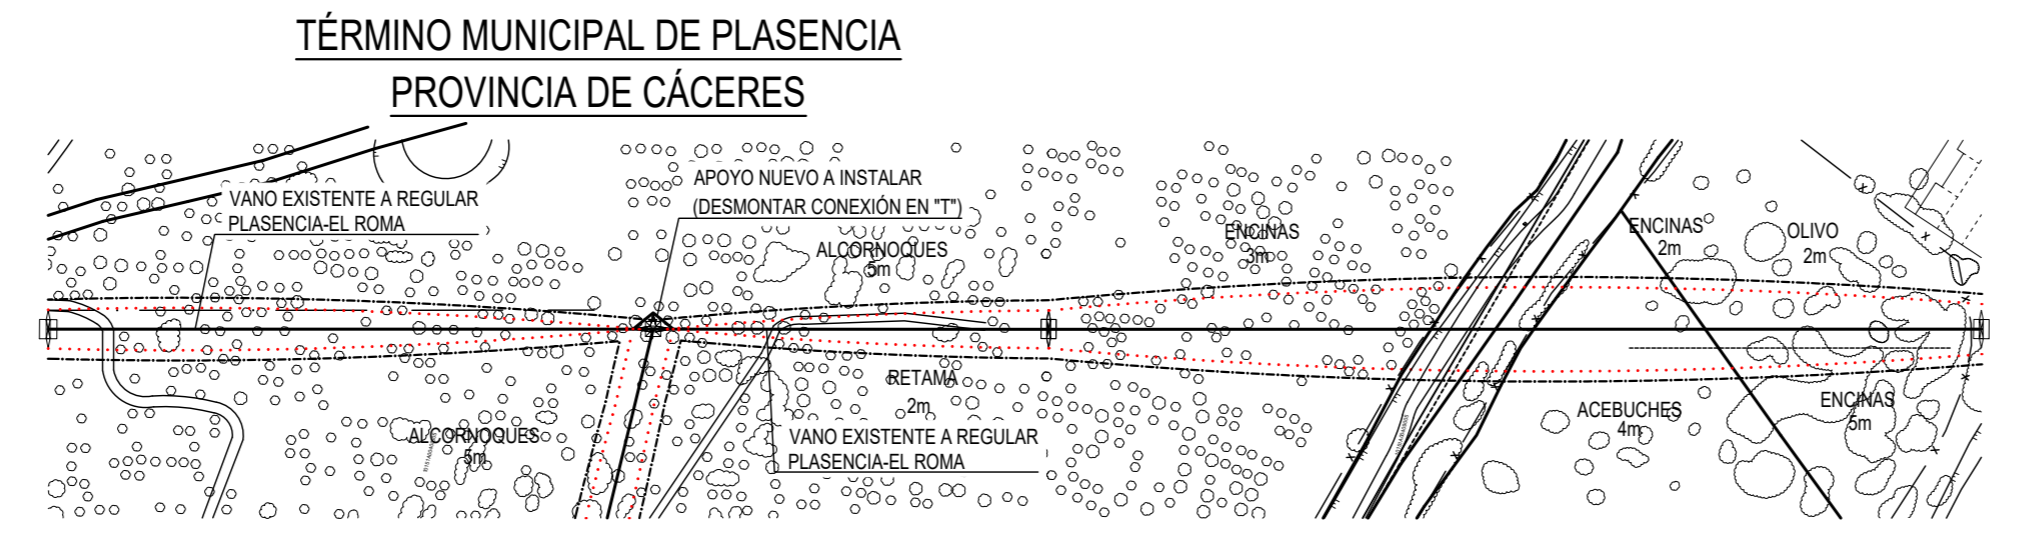 TÉRMINO MUNICIPAL DE PLASENCIA
PROVINCIA DE CÁCERES
VANO EXISTENTE A REGULAR
PLASENCIA-EL ROMA
APOYO NUEVO A INSTALAR
(DESMONTAR CONEXIÓN EN "T")
ALCORNOQUES
5m
ENCINAS
3m
ENCINAS
2m
OLIVO
2m
RETAMA
2m
ALCORNOQUES
5m
VANO EXISTENTE A REGULAR
PLASENCIA-EL ROMA
ACEBUCHES
4m
ENCINAS
5m